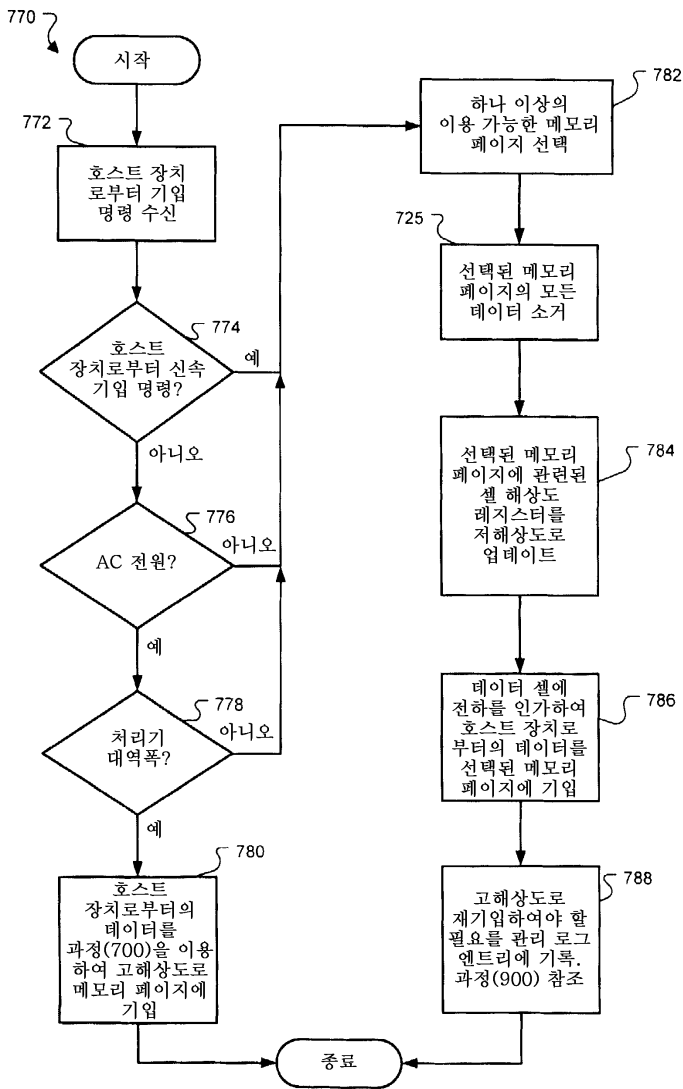 770
시작
772
호스트 장치
로부터 기입
명령 수신
774
호스트
장치로부터 신속
기입 명령?
예
아니오
776
AC 전원?
아니오
예
778
처리기
대역폭?
아니오
예
780
호스트
장치로부터의
데이터를
과정(700)을 이용
하여 고해상도로
메모리 페이지에
기입
782
하나 이상의
이용 가능한 메모리
페이지 선택
725
선택된 메모리
페이지의 모든
데이터 소거
784
선택된 메모리
페이지에 관련된
셀 해상도
레지스터를
저해상도로
업데이트
786
데이터 셀에
전하를 인가하여
호스트 장치로
부터의 데이터를
선택된 메모리
페이지에 기입
788
고해상도로
재기입하여야 할
필요를 관리 로그
엔트리에 기록.
과정(900) 참조
종료